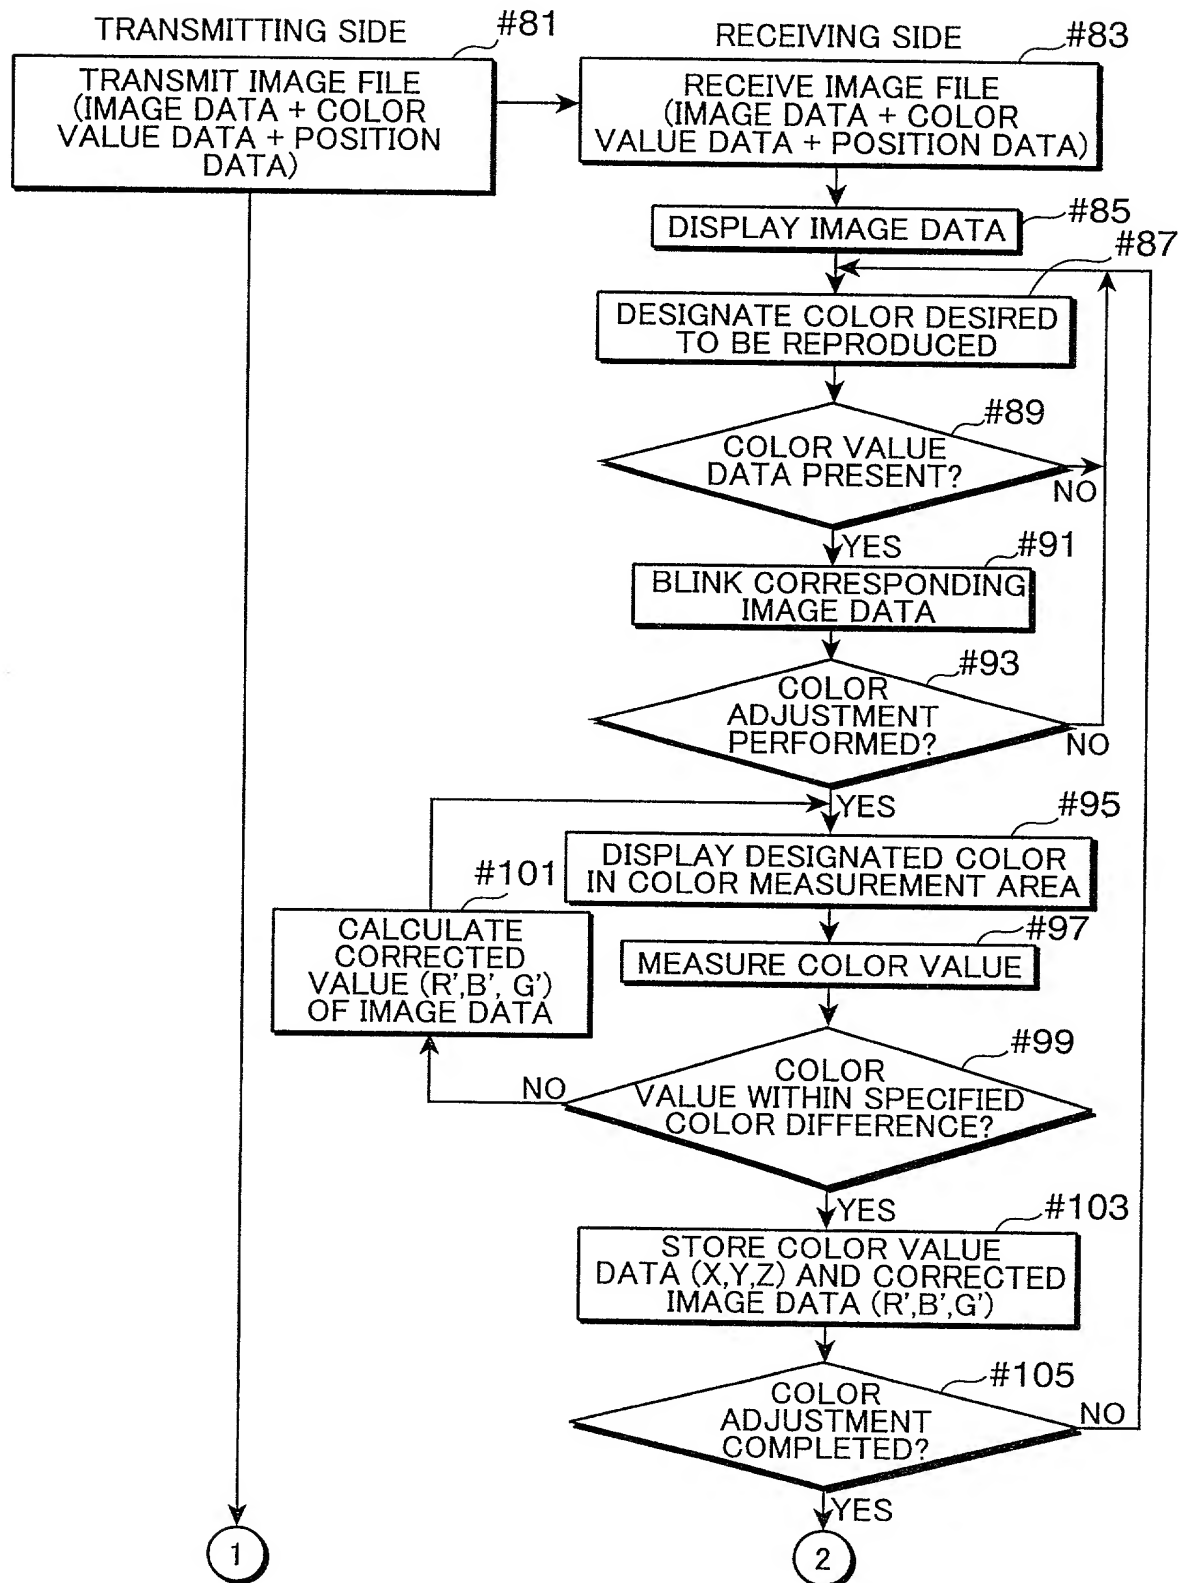 TRANSMITTING SIDE
#81
TRANSMIT IMAGE FILE
(IMAGE DATA + COLOR
VALUE DATA + POSITION
DATA)
RECEIVING SIDE
#83
RECEIVE IMAGE FILE
(IMAGE DATA + COLOR
VALUE DATA + POSITION DATA)
#85
DISPLAY IMAGE DATA
#87
DESIGNATE COLOR DESIRED
TO BE REPRODUCED
#89
COLOR VALUE
DATA PRESENT?
NO
YES
#91
BLINK CORRESPONDING
IMAGE DATA
#93
COLOR
ADJUSTMENT
PERFORMED?
NO
YES
#95
DISPLAY DESIGNATED COLOR
IN COLOR MEASUREMENT AREA
#101
CALCULATE
CORRECTED
VALUE (R',B', G')
OF IMAGE DATA
#97
MEASURE COLOR VALUE
#99
COLOR
VALUE WITHIN SPECIFIED
COLOR DIFFERENCE?
NO
YES
#103
STORE COLOR VALUE
DATA (X,Y,Z) AND CORRECTED
IMAGE DATA (R',B',G')
#105
COLOR
ADJUSTMENT
COMPLETED?
NO
YES
1
2